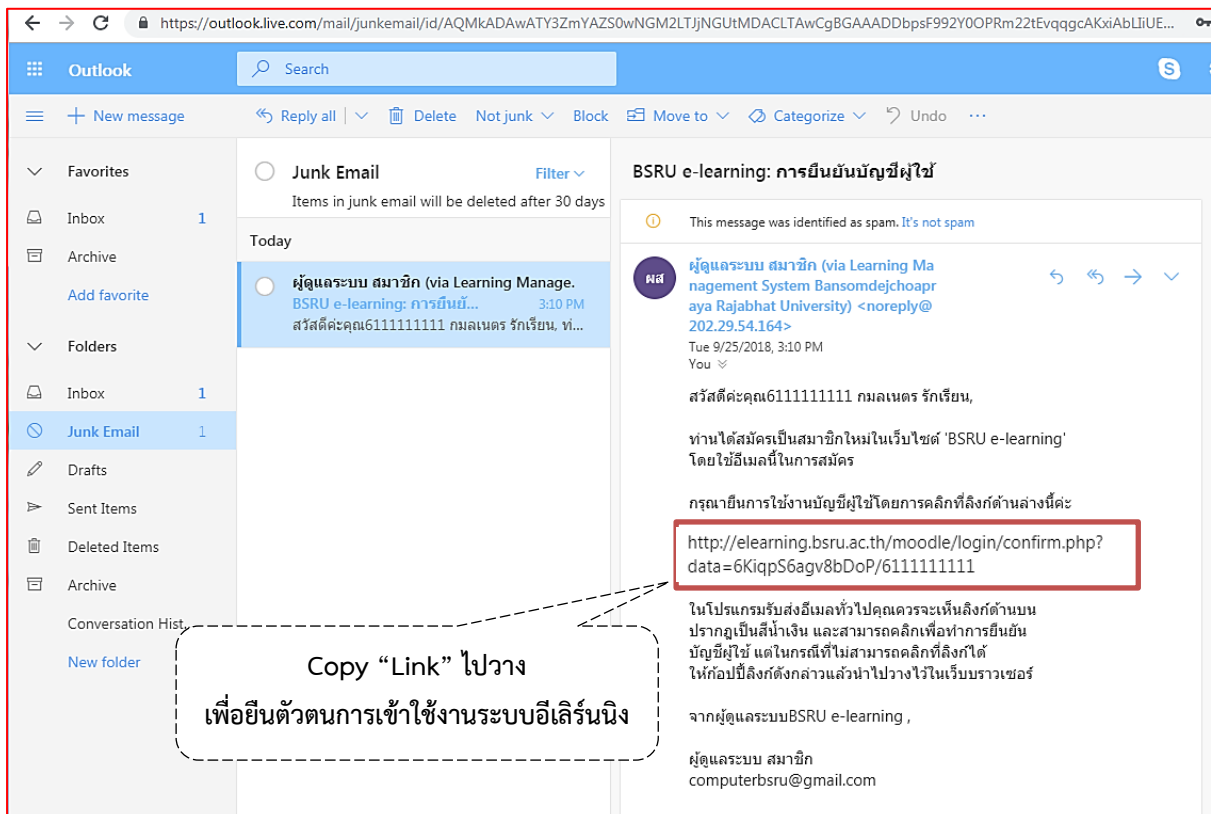 https://outlook.live.com/mail/junkemail/id/AQMkADAwATY3ZmYAZS0wNGM2LTJjNGUtMDACLTAwCgBGAAADDbpsF992Y0OPRm22tEvqqgcAKxiAbLIiUE...
Outlook
Search
New message
Reply all
Delete
Not junk
Block
Move to
Categorize
Undo
...
Favorites
Inbox 1
Archive
Add favorite
Folders
Inbox 1
Junk Email 1
Drafts
Sent Items
Deleted Items
Archive
Conversation Hist..
New folder
Junk Email
Filter
Items in junk email will be deleted after 30 days
Today
ผู้ดูแลระบบ สมาชิก (via Learning Manage.
BSRU e-learning: การยืนยั... 3:10 PM
สวัสดีค่ะคุณ6111111111 กมลเนตร รักเรียน, ท่...
BSRU e-learning: การยืนยันบัญชีผู้ใช้
This message was identified as spam. It's not spam
ผส
ผู้ดูแลระบบ สมาชิก (via Learning Ma
nagement System Bansomdejchoapr
aya Rajabhat University) <noreply@
202.29.54.164>
Tue 9/25/2018, 3:10 PM
You
สวัสดีค่ะคุณ6111111111 กมลเนตร รักเรียน,
ท่านได้สมัครเป็นสมาชิกใหม่ในเว็บไซต์ 'BSRU e-learning'
โดยใช้อีเมลนี้ในการสมัคร
กรุณายืนการใช้งานบัญชีผู้ใช้โดยการคลิกที่ลิงก์ด้านล่างนี้ค่ะ
http://elearning.bsru.ac.th/moodle/login/confirm.php?
data=6KiqpS6agv8bDoP/6111111111
ในโปรแกรมรับส่งอีเมลทั่วไปคุณควรจะเห็นลิงก์ด้านบน
ปรากฎเป็นสีน้ำเงิน และสามารถคลิกเพื่อทำการยืนยัน
บัญชีผู้ใช้ แต่ในกรณีที่ไม่สามารถคลิกที่ลิงก์ได้
ให้ก้อปปี้ลิงก์ดังกล่าวแล้วนำไปวางไว้ในเว็บบราวเซอร์
จากผู้ดูแลระบบBSRU e-learning ,
ผู้ดูแลระบบ สมาชิก
computerbsru@gmail.com
Copy “Link” ไปวาง
เพื่อยืนตัวตนการเข้าใช้งานระบบอีเลิร์นนิง